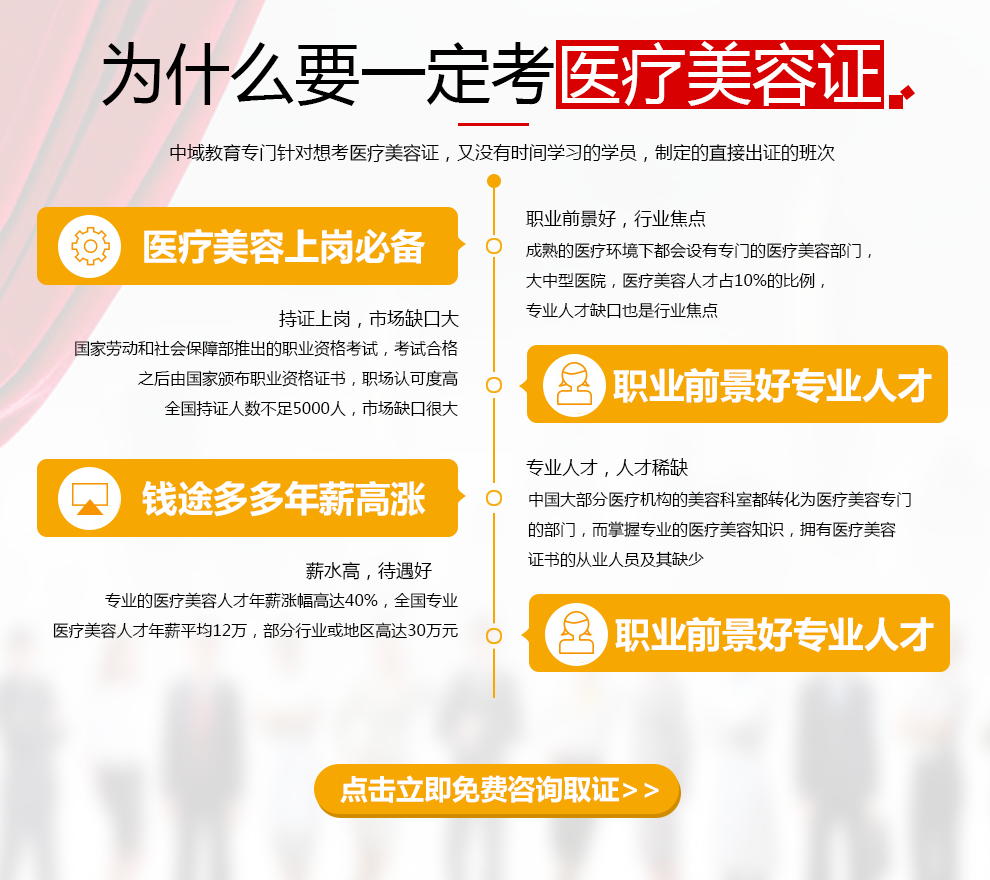 为什么要一定考医疗美容证
中域教育专门针对想考医疗美容证，又没有时间学习的学员，制定的直接出证的班次
医疗美容上岗必备
职业前景好，行业焦点
成熟的医疗环境下都会设有专门的医疗美容部门，
大中型医院，医疗美容人才占10%的比例，
专业人才缺口也是行业焦点
持证上岗，市场缺口大
国家劳动和社会保障部推出的职业资格考试，考试合格
之后由国家颁布职业资格证书，职场认可度高
全国持证人数不足5000人，市场缺口很大
职业前景好专业人才
钱途多多年薪高涨
专业人才，人才稀缺
中国大部分医疗机构的美容科室都转化为医疗美容专门
的部门，而掌握专业的医疗美容知识，拥有医疗美容
证书的从业人员及其缺少
薪水高，待遇好
专业的医疗美容人才年薪涨幅高达40%，全国专业
医疗美容人才年薪平均12万，部分行业或地区高达30万元
职业前景好专业人才
点击立即免费咨询取证>>